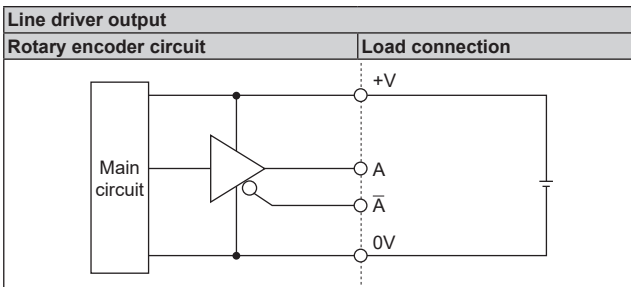 Line driver output
Rotary encoder circuit Load connection
+V
Main
circuit
A
A̅
0V